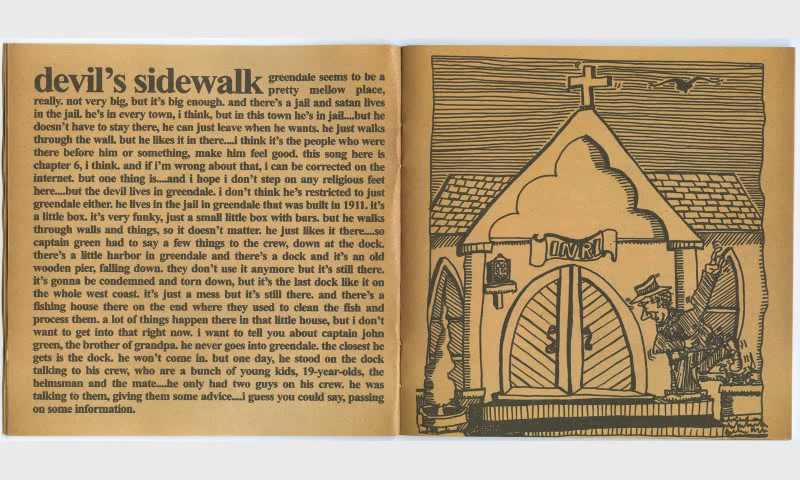 devil's sidewalk greendale seems to be a
pretty mellow place,
really. not very big, but it's big enough. and there's a jail and satan lives
in the jail. he's in every town, i think, but in this town he's in jail....but he
doesn't have to stay there, he can just leave when he wants. he just walks
through the wall. but he likes it in there....i think it's the people who were
there before him or something, make him feel good. this song here is
chapter 6, i think. and if i'm wrong about that, i can be corrected on the
internet. but one thing is....and i hope i don't step on any religious feet
here....but the devil lives in greendale. i don't think he's restricted to just
greendale either. he lives in the jail in greendale that was built in 1911. it's
a little box. it's very funky, just a small little box with bars. but he walks
through walls and things, so it doesn't matter. he just likes it there....so
captain green had to say a few things to the crew, down at the dock.
there's a little harbor in greendale and there's a dock and it's an old
wooden pier, falling down. they don't use it anymore but it's still there.
it's gonna be condemned and torn down, but it's the last dock like it on
the whole west coast. it's just a mess but it's still there. and there's a
fishing house there on the end where they used to clean the fish and
process them. a lot of things happen there in that little house, but i don't
want to get into that right now. i want to tell you about captain john
green, the brother of grandpa. he never goes into greendale. the closest he
gets is the dock. he won't come in. but one day, he stood on the dock
talking to his crew, who are a bunch of young kids, 19-year-olds, the
helmsman and the mate....he only had two guys on his crew. he was
talking to them, giving them some advice....i guess you could say, passing
on some information.
INRI